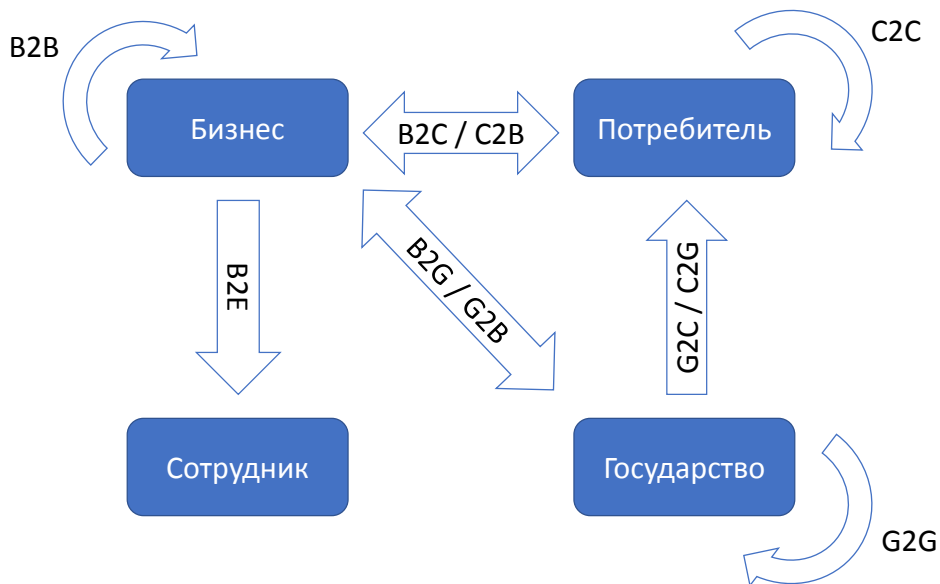 B2B
C2C
Бизнес
B2C / C2B
Потребитель
B2E
B2G / G2B
G2C / C2G
Сотрудник
Государство
G2G